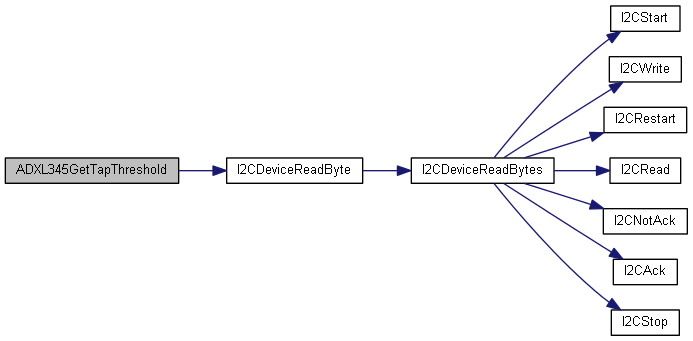 I2CStart
I2CWrite
I2CRestart
ADXL345GetTapThreshold
I2CDeviceReadByte
I2CDeviceReadBytes
I2CRead
I2CNotAck
I2CAck
I2CStop